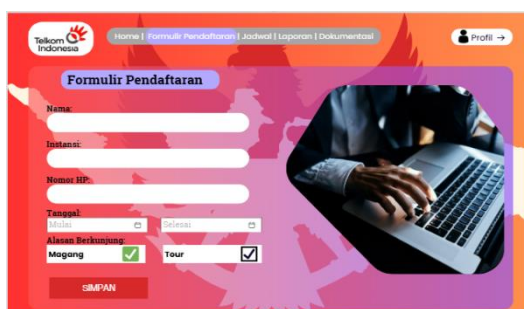 Telkom
Indonesia
Home | Formulir Pendaftaran | Jadwal | Laporan | Dokumentasi
Profil →
Formulir Pendaftaran
Nama:
Instansi:
Nomor HP:
Tanggal:
Mulai
Selesai
Alasan Berkunjung:
Magang
Tour
SIMPAN